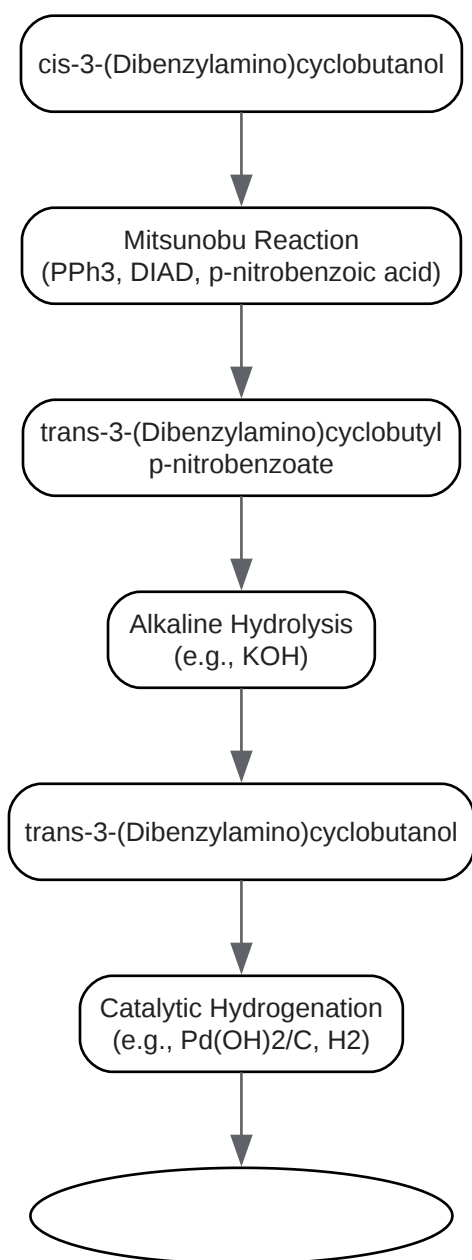 cis-3-(Dibenzylamino)cyclobutanol
Mitsunobu Reaction
(PPh3, DIAD, p-nitrobenzoic acid)
trans-3-(Dibenzylamino)cyclobutyl
p-nitrobenzoate
Alkaline Hydrolysis
(e.g., KOH)
trans-3-(Dibenzylamino)cyclobutanol
Catalytic Hydrogenation
(e.g., Pd(OH)2/C, H2)